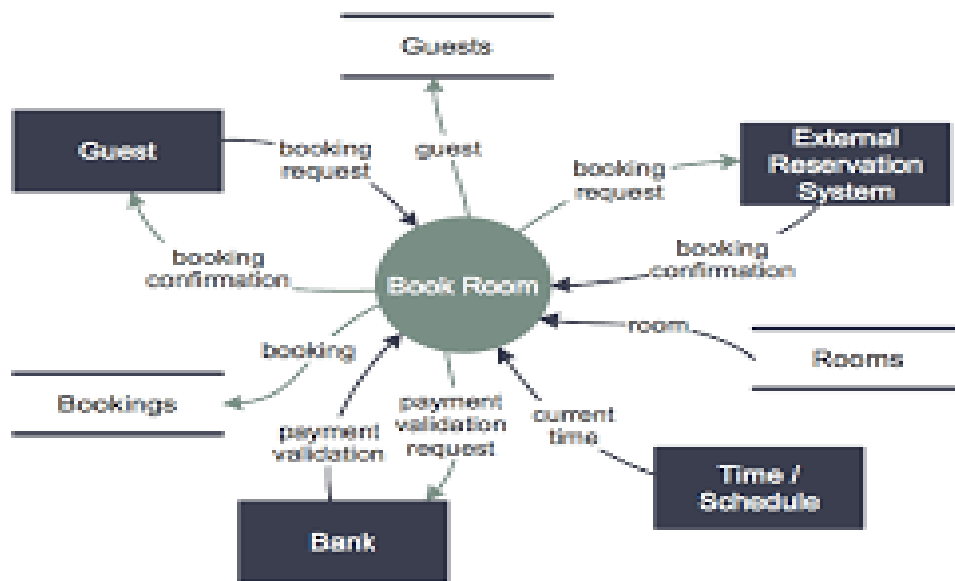 Guests
Guest
booking
request
guest
booking
request
External
Reservation
System
booking
confirmation
Book Room
booking
confirmation
room
Rooms
booking
Bookings
payment
validation
payment
validation
request
current
time
Time /
Schedule
Bank